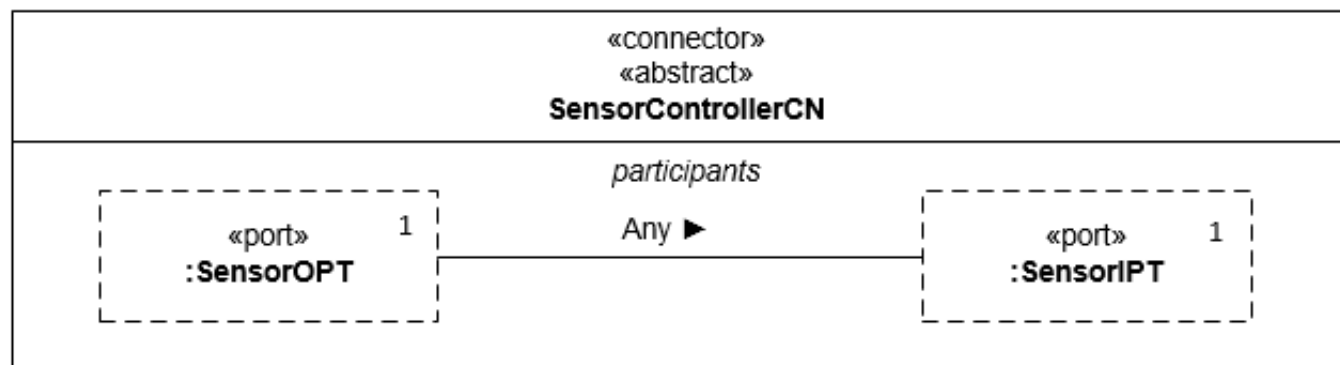 «connector»
«abstract»
SensorControllerCN
participants
Any ►
«port» 1
:SensorOPT
«port» 1
:SensorIPT